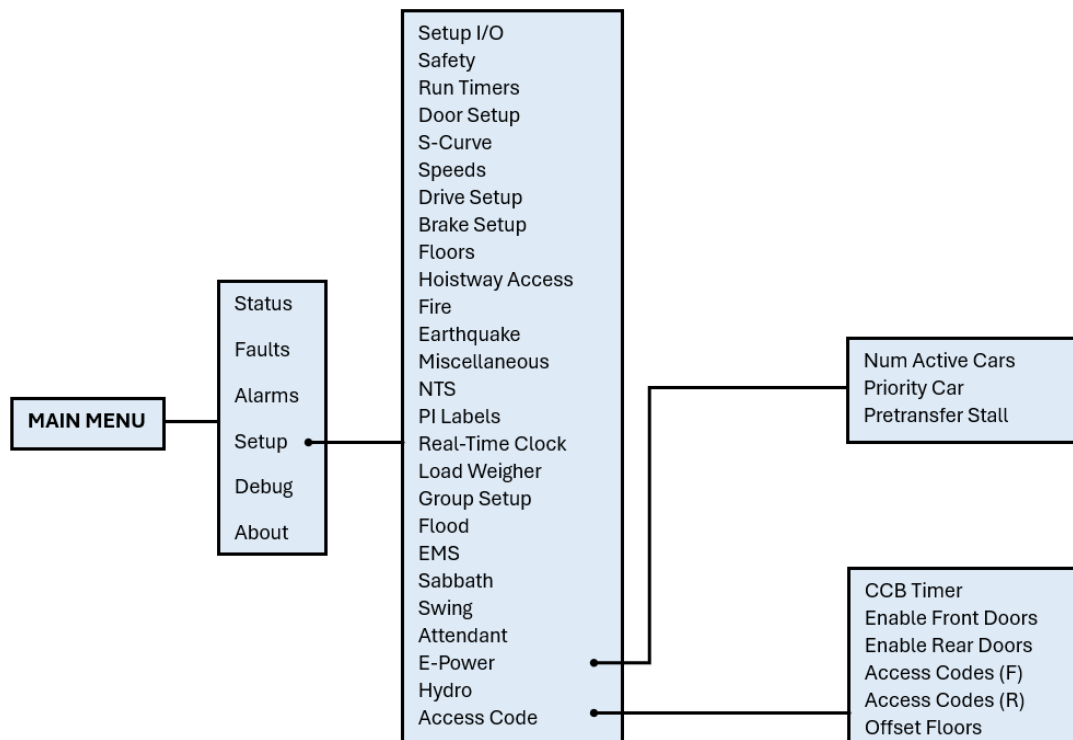 MAIN MENU
Status
Faults
Alarms
Setup
Debug
About
Setup I/O
Safety
Run Timers
Door Setup
S-Curve
Speeds
Drive Setup
Brake Setup
Floors
Hoistway Access
Fire
Earthquake
Miscellaneous
NTS
PI Labels
Real-Time Clock
Load Weigher
Group Setup
Flood
EMS
Sabbath
Swing
Attendant
E-Power
Hydro
Access Code
Num Active Cars
Priority Car
Pretransfer Stall
CCB Timer
Enable Front Doors
Enable Rear Doors
Access Codes (F)
Access Codes (R)
Offset Floors